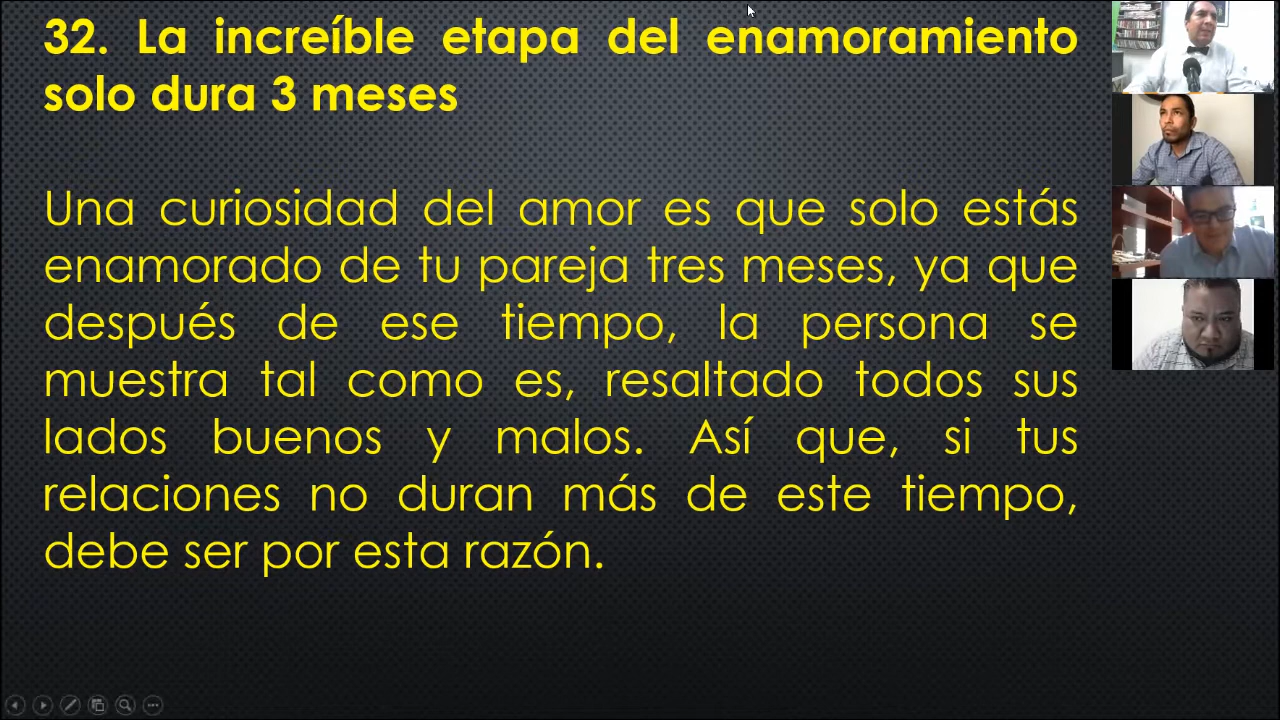 32. La increíble etapa del enamoramiento
solo dura 3 meses
Una curiosidad del amor es que solo estás
enamorado de tu pareja tres meses, ya que
después de ese tiempo, la persona se
muestra tal como es, resaltado todos sus
lados buenos y malos. Así que, si tus
relaciones no duran más de este tiempo,
debe ser por esta razón.